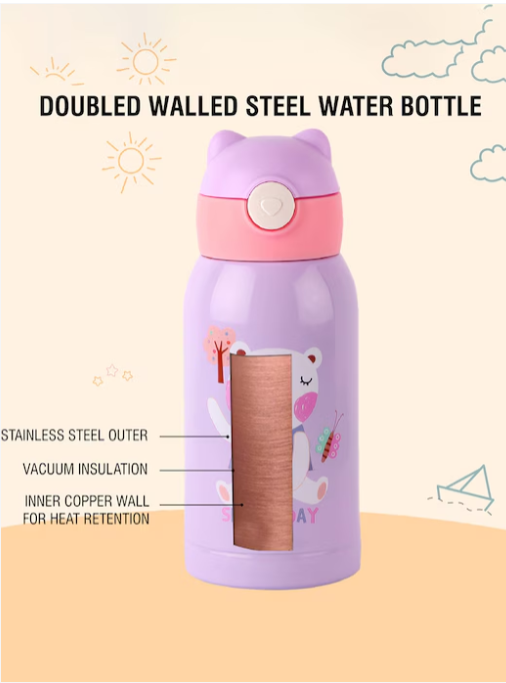 DOUBLED WALLED STEEL WATER BOTTLE
STAINLESS STEEL OUTER
VACUUM INSULATION
INNER COPPER WALL
FOR HEAT RETENTION